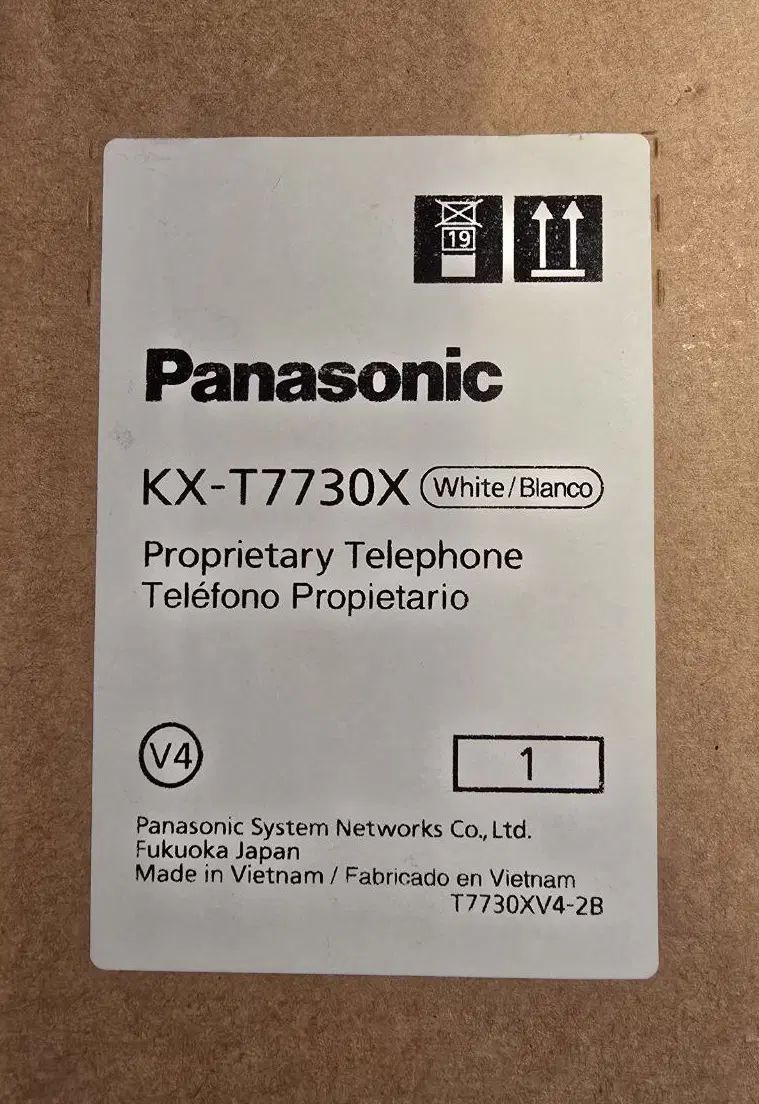 19
Panasonic
KX-T7730X White/Blanco
Proprietary Telephone
Teléfono Propietario
V4
1
Panasonic System Networks Co., Ltd.
Fukuoka Japan
Made in Vietnam / Fabricado en Vietnam
T7730XV4-2B